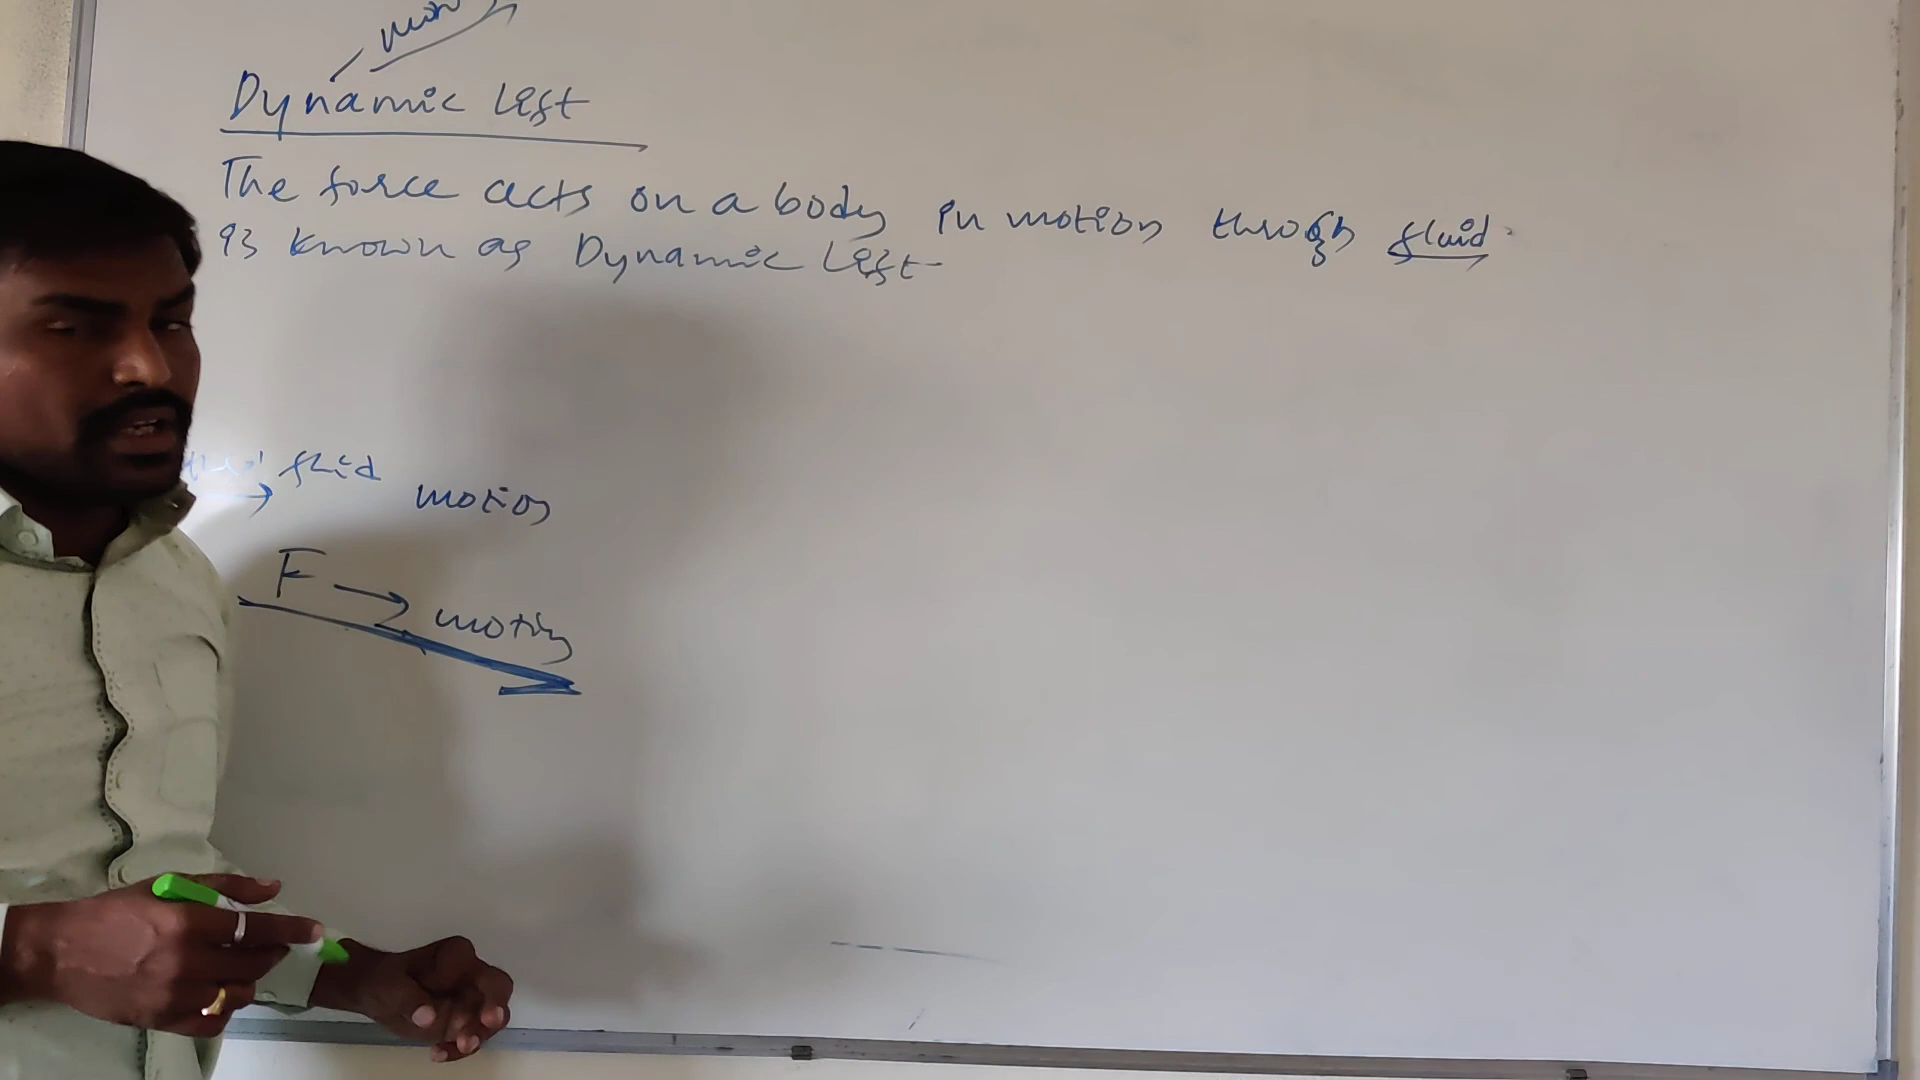 Dynamic Lift
The force acts on a body in motion through fluid.
is known as Dynamic Lift
fluid motion
F → motion